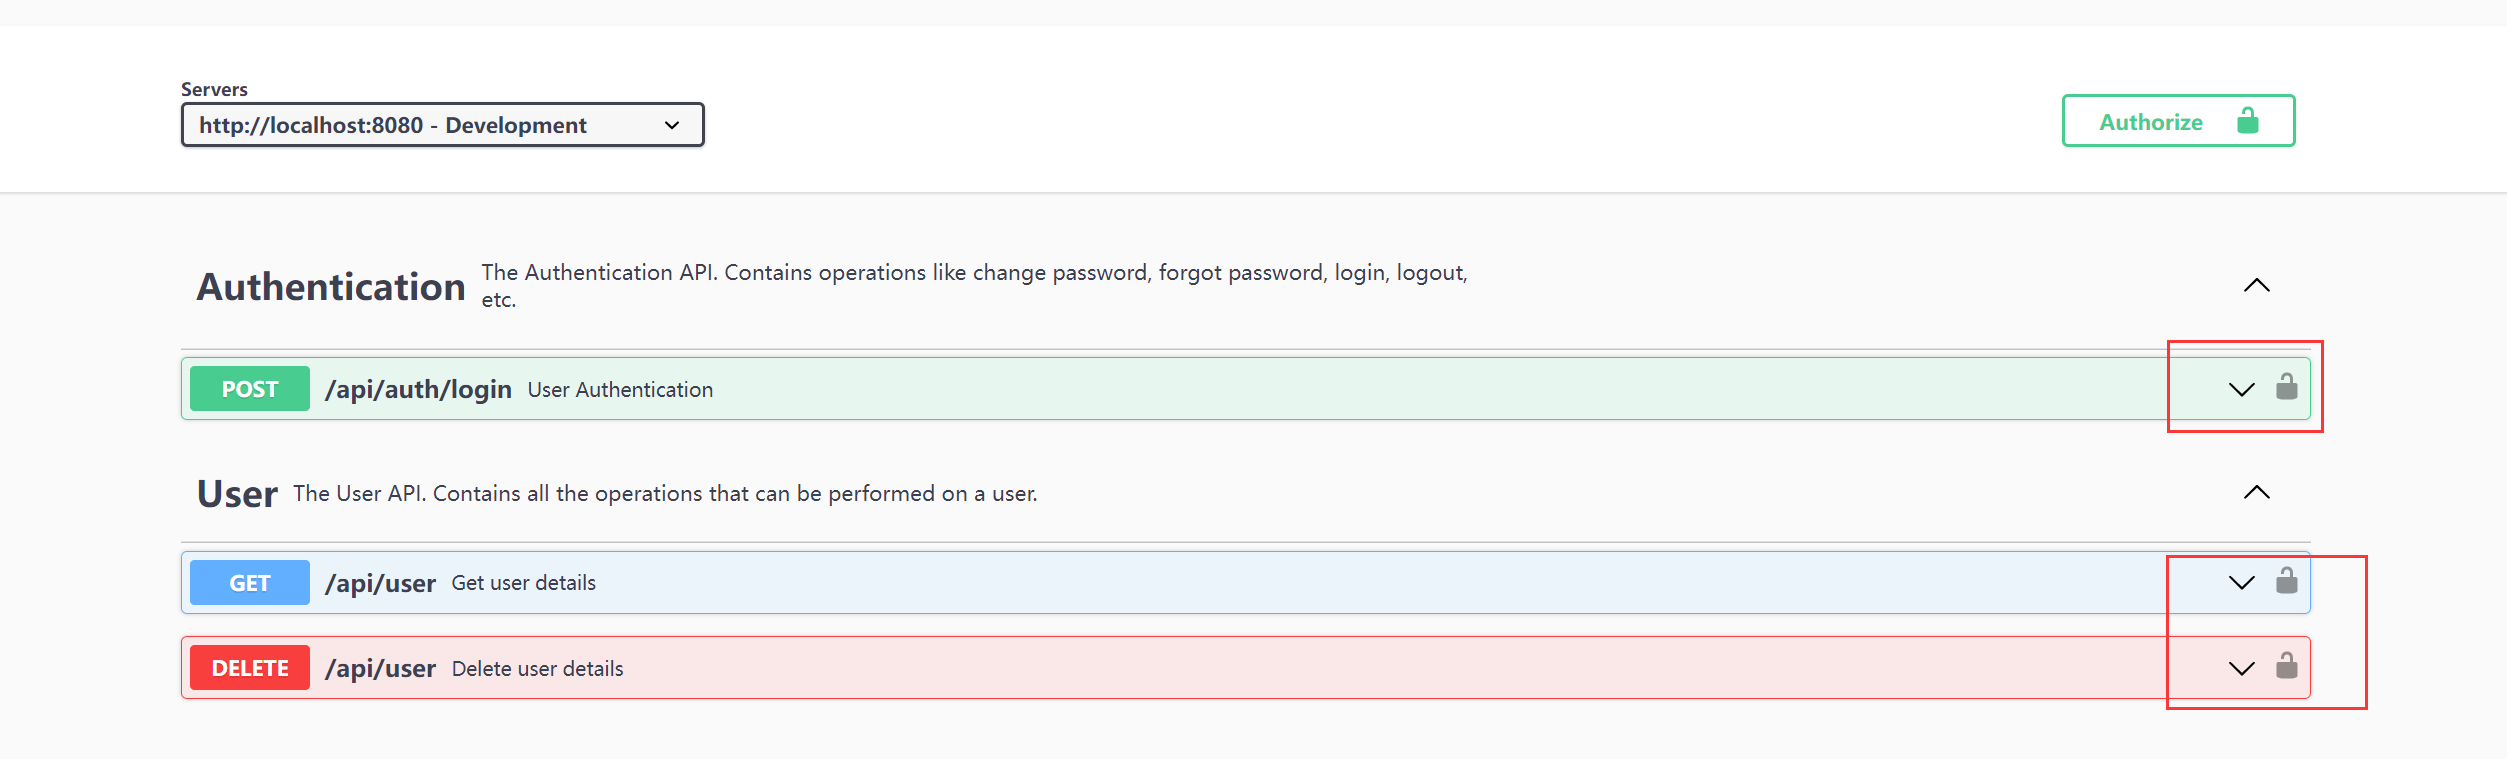 Servers
http://localhost:8080 - Development
Authorize
Authentication
The Authentication API. Contains operations like change password, forgot password, login, logout,
etc.
POST /api/auth/login User Authentication
User The User API. Contains all the operations that can be performed on a user.
GET /api/user Get user details
DELETE /api/user Delete user details